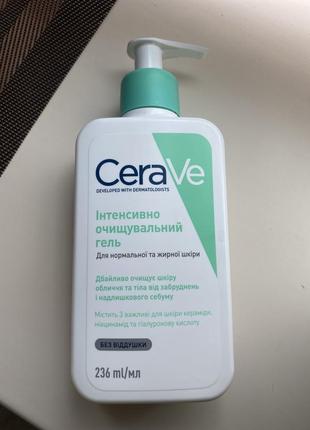 CeraVe
DEVELOPED WITH DERMATOLOGISTS
Інтенсивно
очищувальний
гель
Для нормальної та жирної шкіри
Дбайливо очищує шкіру
обличчя та тіла від забруднень
і надлишкового себуму
Містить 3 важливі для шкіри кераміди,
ніацинамід та гіалуронову кислоту
БЕЗ ВІДДУШКИ
236 ml/мл